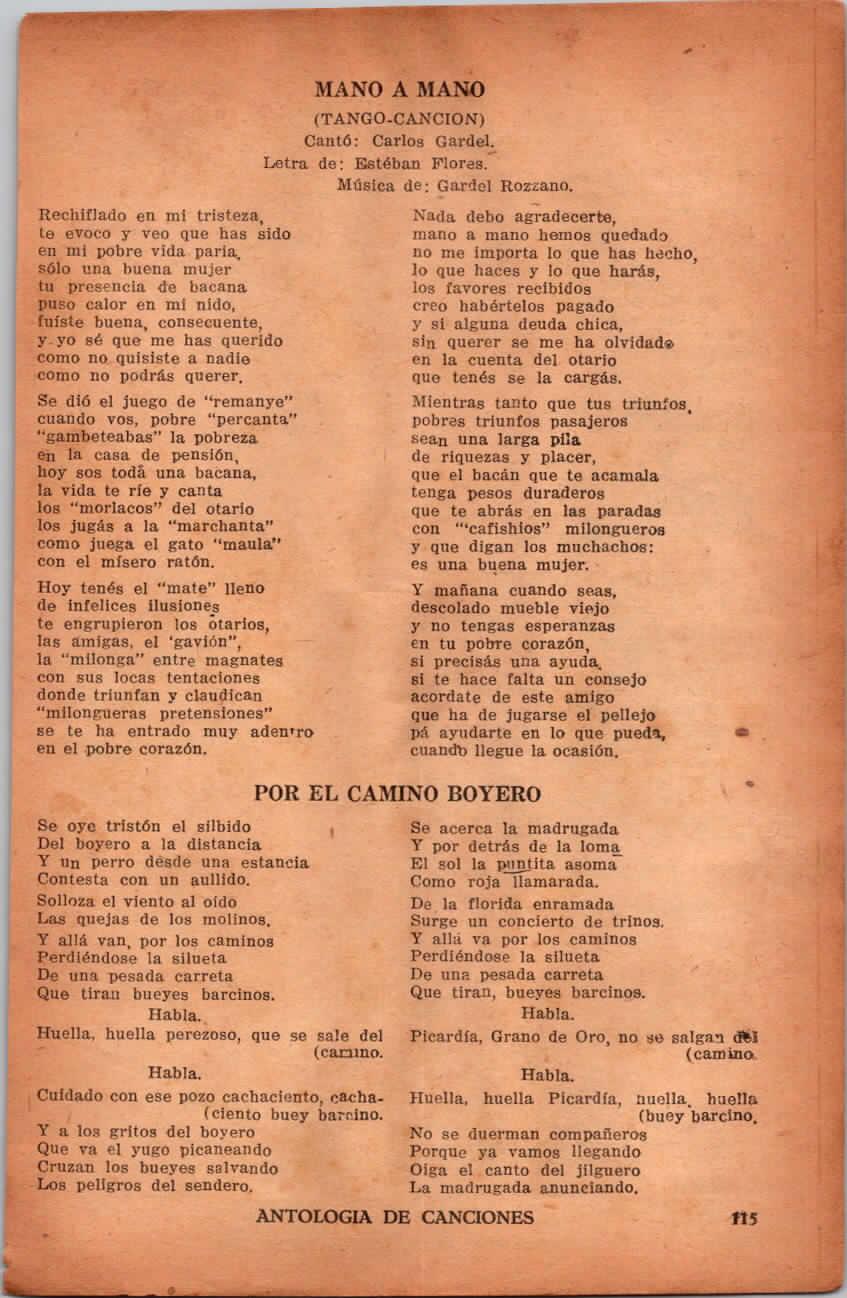 MANO A MANO
(TANGO-CANCION)
Cantó: Carlos Gardel.
Letra de: Estéban Flores.
Música de: Gardel Rozzano.
Rechiflado en mi tristeza,
te evoco y veo que has sido
en mi pobre vida paria,
sólo una buena mujer
tu presencia de bacana
puso calor en mi nido,
fuíste buena, consecuente,
y yo sé que me has querido
como no quisiste a nadie
como no podrás querer.
Se dió el juego de "remanye"
cuando vos, pobre "percanta"
"gambeteabas" la pobreza
en la casa de pensión,
hoy sos toda una bacana,
la vida te ríe y canta
los "morlacos" del otario
los jugás a la "marchanta"
como juega el gato "maula"
con el mísero ratón.
Hoy tenés el "mate" lleno
de infelices ilusiones
te engrupieron los otarios,
las amigas, el 'gavión",
la "milonga" entre magnates
con sus locas tentaciones
donde triunfan y claudican
"milongueras pretensiones"
se te ha entrado muy adentro
en el pobre corazón.
Nada debo agradecerte,
mano a mano hemos quedado
no me importa lo que has hecho,
lo que haces y lo que harás,
los favores recibidos
creo habértelos pagado
y si alguna deuda chica,
sin querer se me ha olvidado
en la cuenta del otario
que tenés se la cargás.
Mientras tanto que tus triunfos,
pobres triunfos pasajeros
sean una larga pila
de riquezas y placer,
que el bacán que te acamala
tenga pesos duraderos
que te abrás en las paradas
con "'cafishios" milongueros
y que digan los muchachos:
es una buena mujer.
Y mañana cuando seas,
descolado mueble viejo
y no tengas esperanzas
en tu pobre corazón,
si precisás una ayuda,
si te hace falta un consejo
acordate de este amigo
que ha de jugarse el pellejo
pá ayudarte en lo que pueda,
cuando llegue la ocasión.
POR EL CAMINO BOYERO
Se oye tristón el silbido
Del boyero a la distancia
Y un perro desde una estancia
Contesta con un aullido.
Solloza el viento al oído
Las quejas de los molinos.
Y allá van, por los caminos
Perdiéndose la silueta
De una pesada carreta
Que tiran bueyes barcinos.
Habla.
Huella, huella perezoso, que se sale del
(camino.
Habla.
Cuidado con ese pozo cachaciento, cacha-
(ciento buey barcino.
Y a los gritos del boyero
Que va el yugo picaneando
Cruzan los bueyes salvando
Los peligros del sendero.
Se acerca la madrugada
Y por detrás de la loma
El sol la puntita asoma
Como roja llamarada.
De la florida enramada
Surge un concierto de trinos.
Y allá va por los caminos
Perdiéndose la silueta
De una pesada carreta
Que tiran, bueyes barcinos.
Habla.
Picardía, Grano de Oro, no se salgan del
(camino.
Habla.
Huella, huella Picardía, huella, huella
(buey barcino,
No se duerman compañeros
Porque ya vamos llegando
Oiga el canto del jilguero
La madrugada anunciando.
ANTOLOGIA DE CANCIONES
115